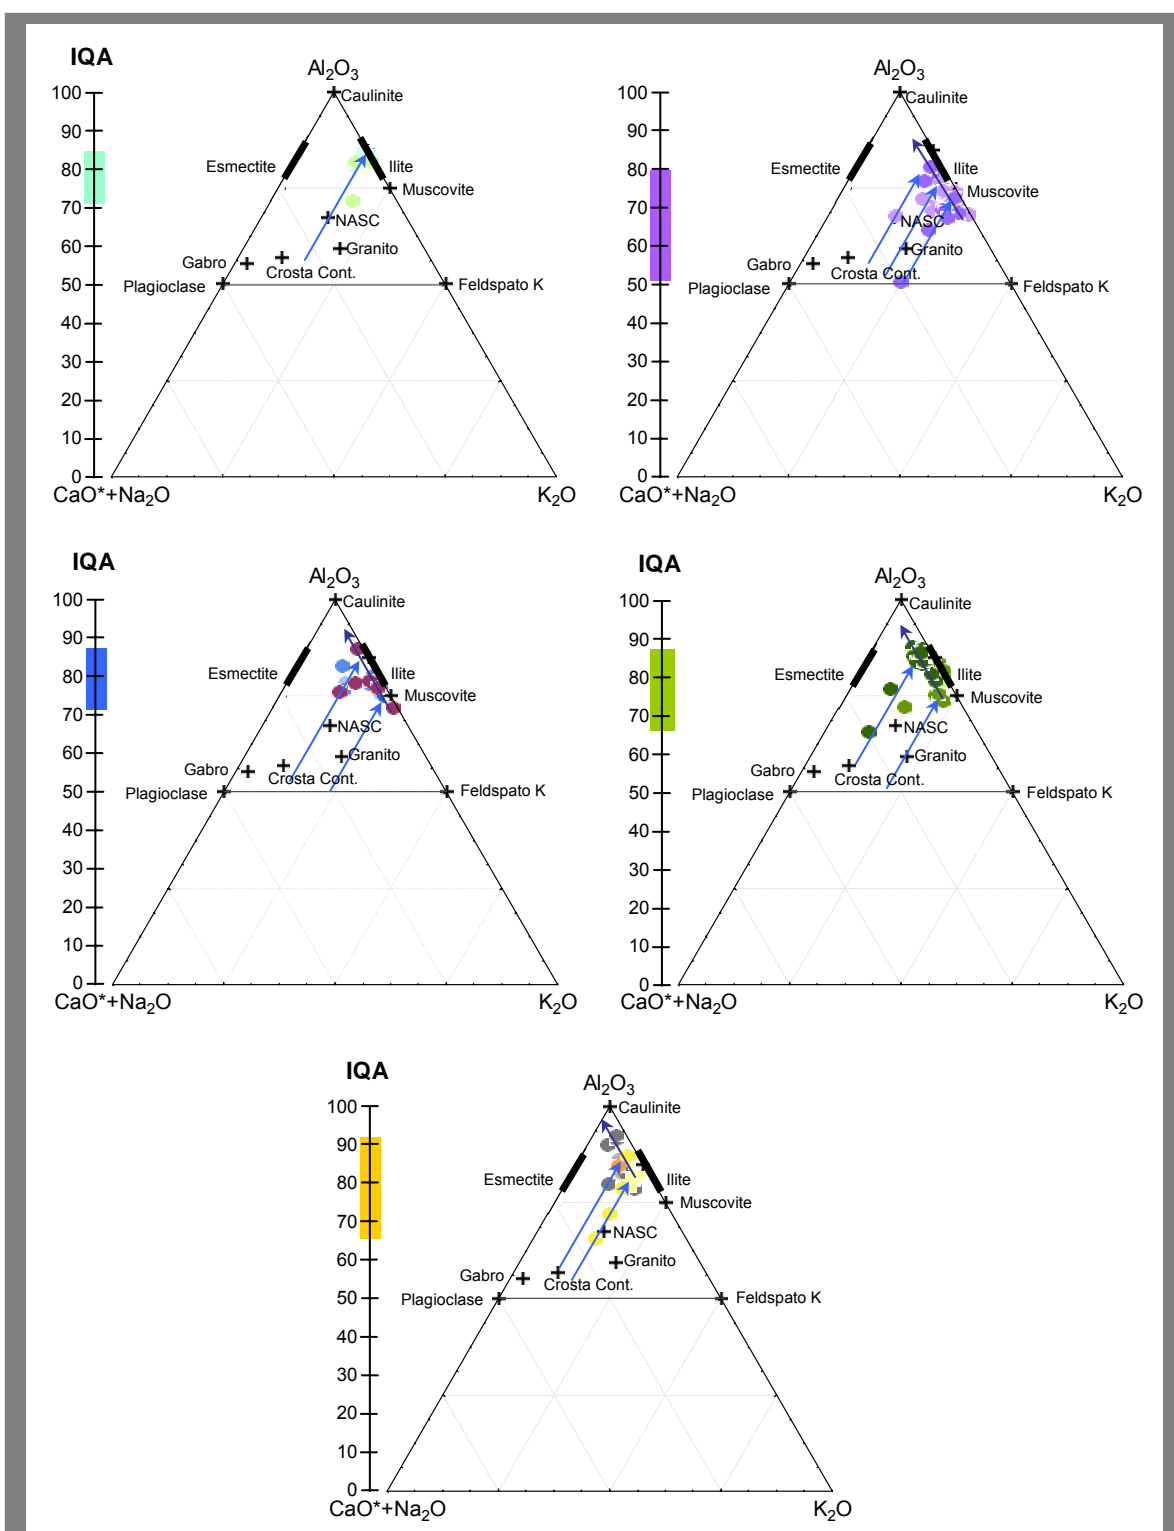 IQA
Al₂O₃
Caulinite
100
90
80
70
60
50
40
30
20
10
0
Esmectite
Ilite
Muscovite
NASC
Granito
Gabro
Crosta Cont.
Plagioclase
Feldspato K
CaO*+Na₂O
K₂O
Al₂O₃
Caulinite
100
90
80
70
60
50
40
30
20
10
0
Esmectite
Ilite
Muscovite
NASC
Granito
Gabro
Crosta Cont.
Plagioclase
Feldspato K
CaO*+Na₂O
K₂O
IQA
Al₂O₃
Caulinite
100
90
80
70
60
50
40
30
20
10
0
Esmectite
Ilite
Muscovite
NASC
Granito
Gabro
Crosta Cont.
Plagioclase
Feldspato K
CaO*+Na₂O
K₂O
IQA
Al₂O₃
Caulinite
100
90
80
70
60
50
40
30
20
10
0
Esmectite
Ilite
Muscovite
NASC
Granito
Gabro
Crosta Cont.
Plagioclase
Feldspato K
CaO*+Na₂O
K₂O
IQA
Al₂O₃
Caulinite
100
90
80
70
60
50
40
30
20
10
0
Esmectite
Ilite
Muscovite
NASC
Granito
Gabro
Crosta Cont.
Plagioclase
Feldspato K
CaO*+Na₂O
K₂O